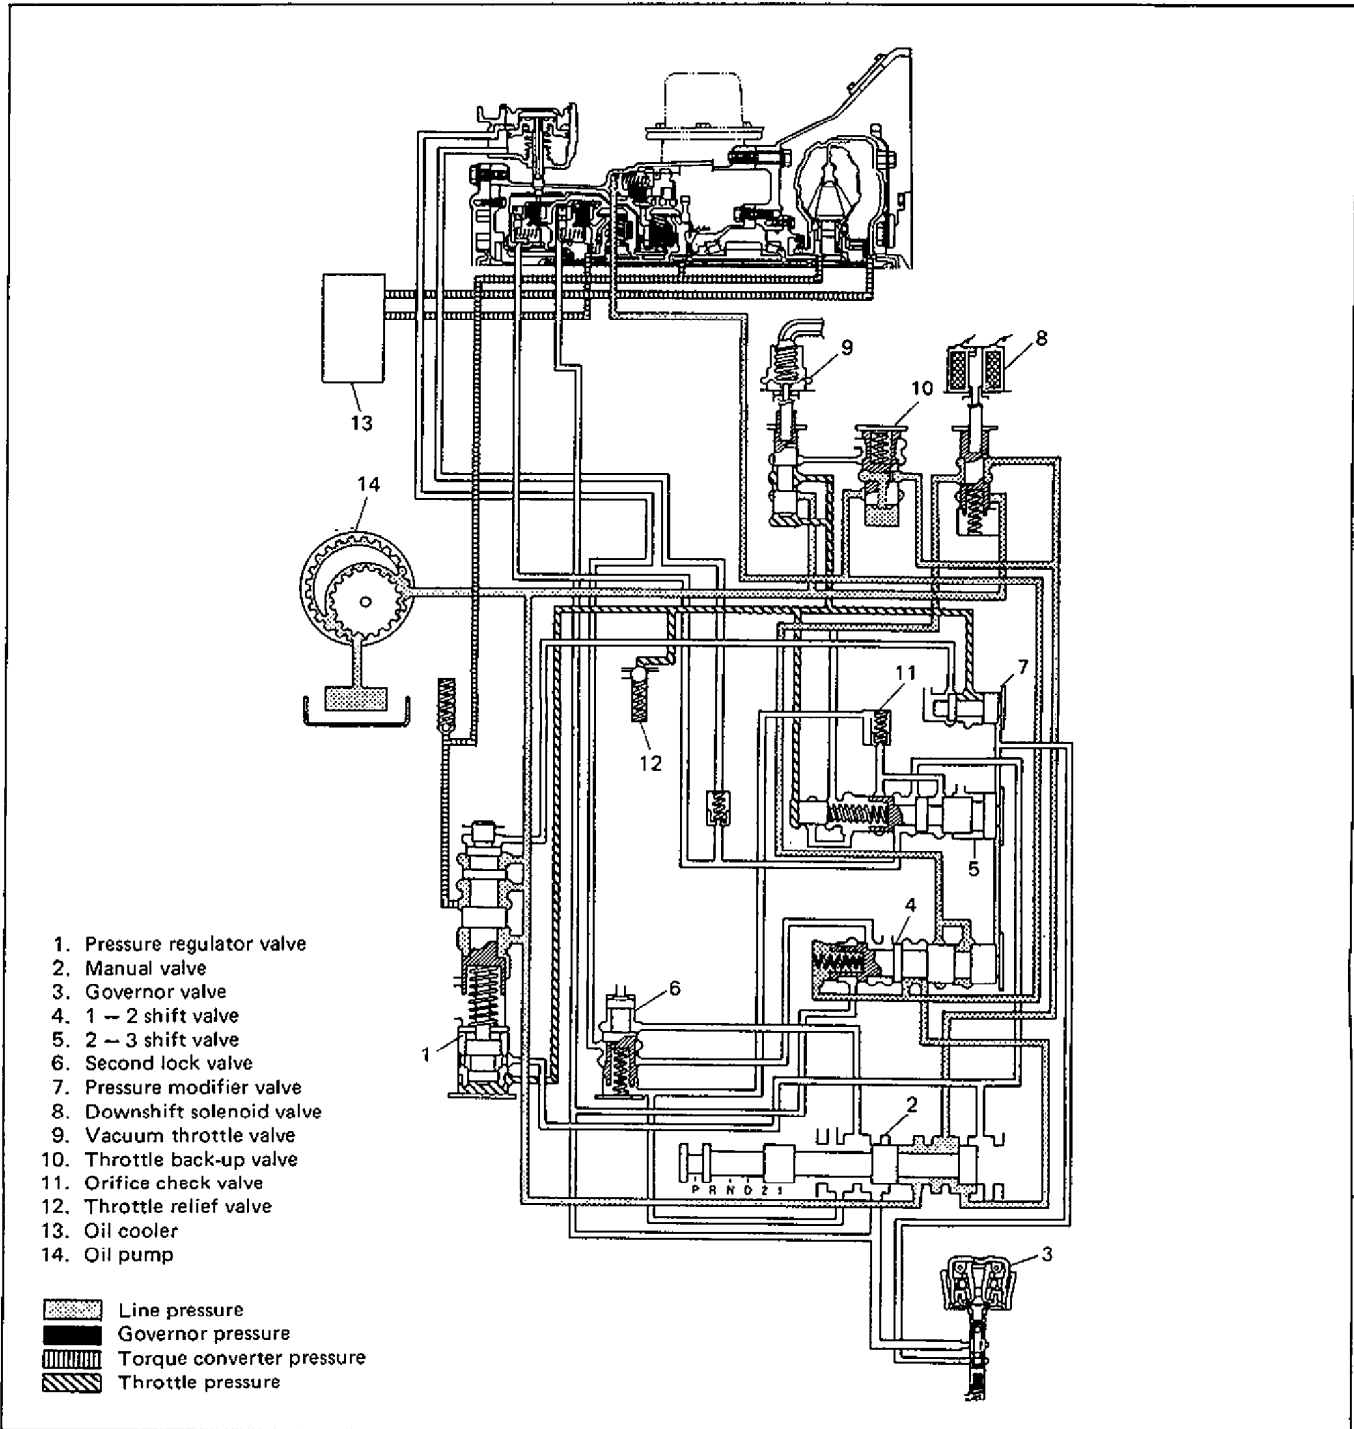 9
8
10
13
14
7
11
12
5
4
6
1
2
P R N D 2 1
3
1. Pressure regulator valve
2. Manual valve
3. Governor valve
4. 1 – 2 shift valve
5. 2 – 3 shift valve
6. Second lock valve
7. Pressure modifier valve
8. Downshift solenoid valve
9. Vacuum throttle valve
10. Throttle back-up valve
11. Orifice check valve
12. Throttle relief valve
13. Oil cooler
14. Oil pump
Line pressure
Governor pressure
Torque converter pressure
Throttle pressure